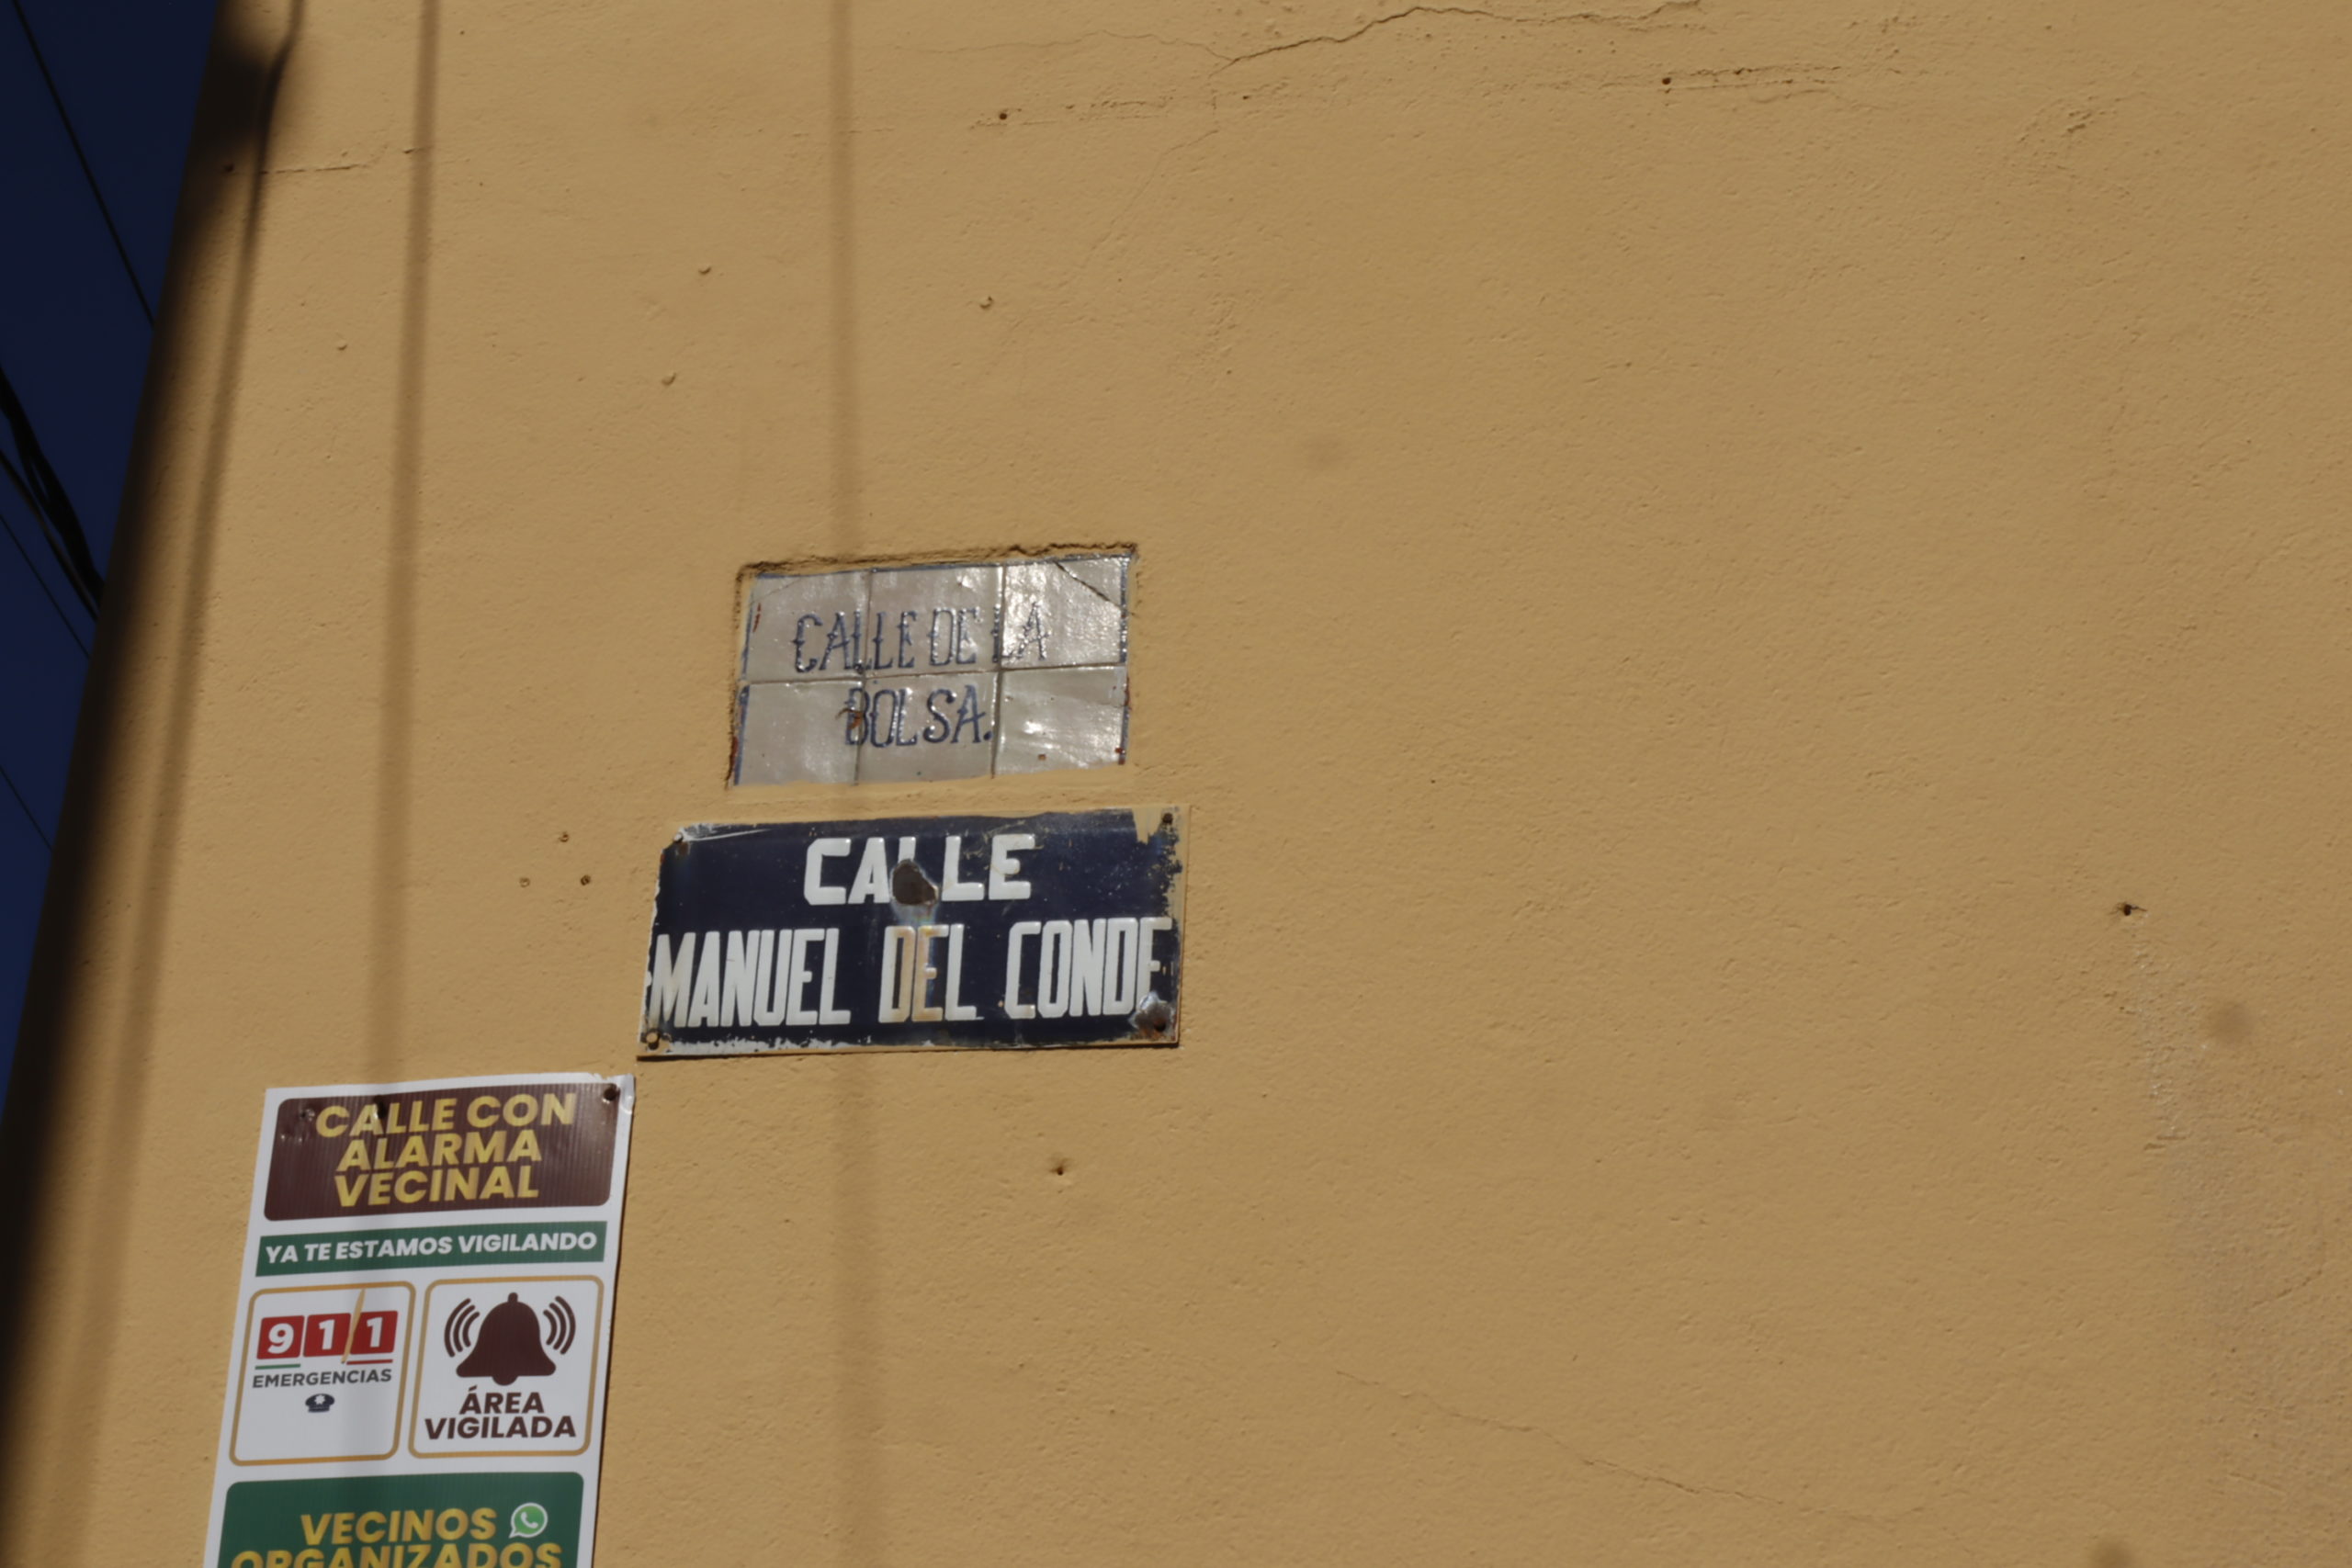 CALLE DE LA
BOLSA.
CALLE
MANUEL DEL CONDE
CALLE CON
ALARMA
VECINAL
YA TE ESTAMOS VIGILANDO
911
EMERGENCIAS
ÁREA
VIGILADA
VECINOS
ORGANIZADOS